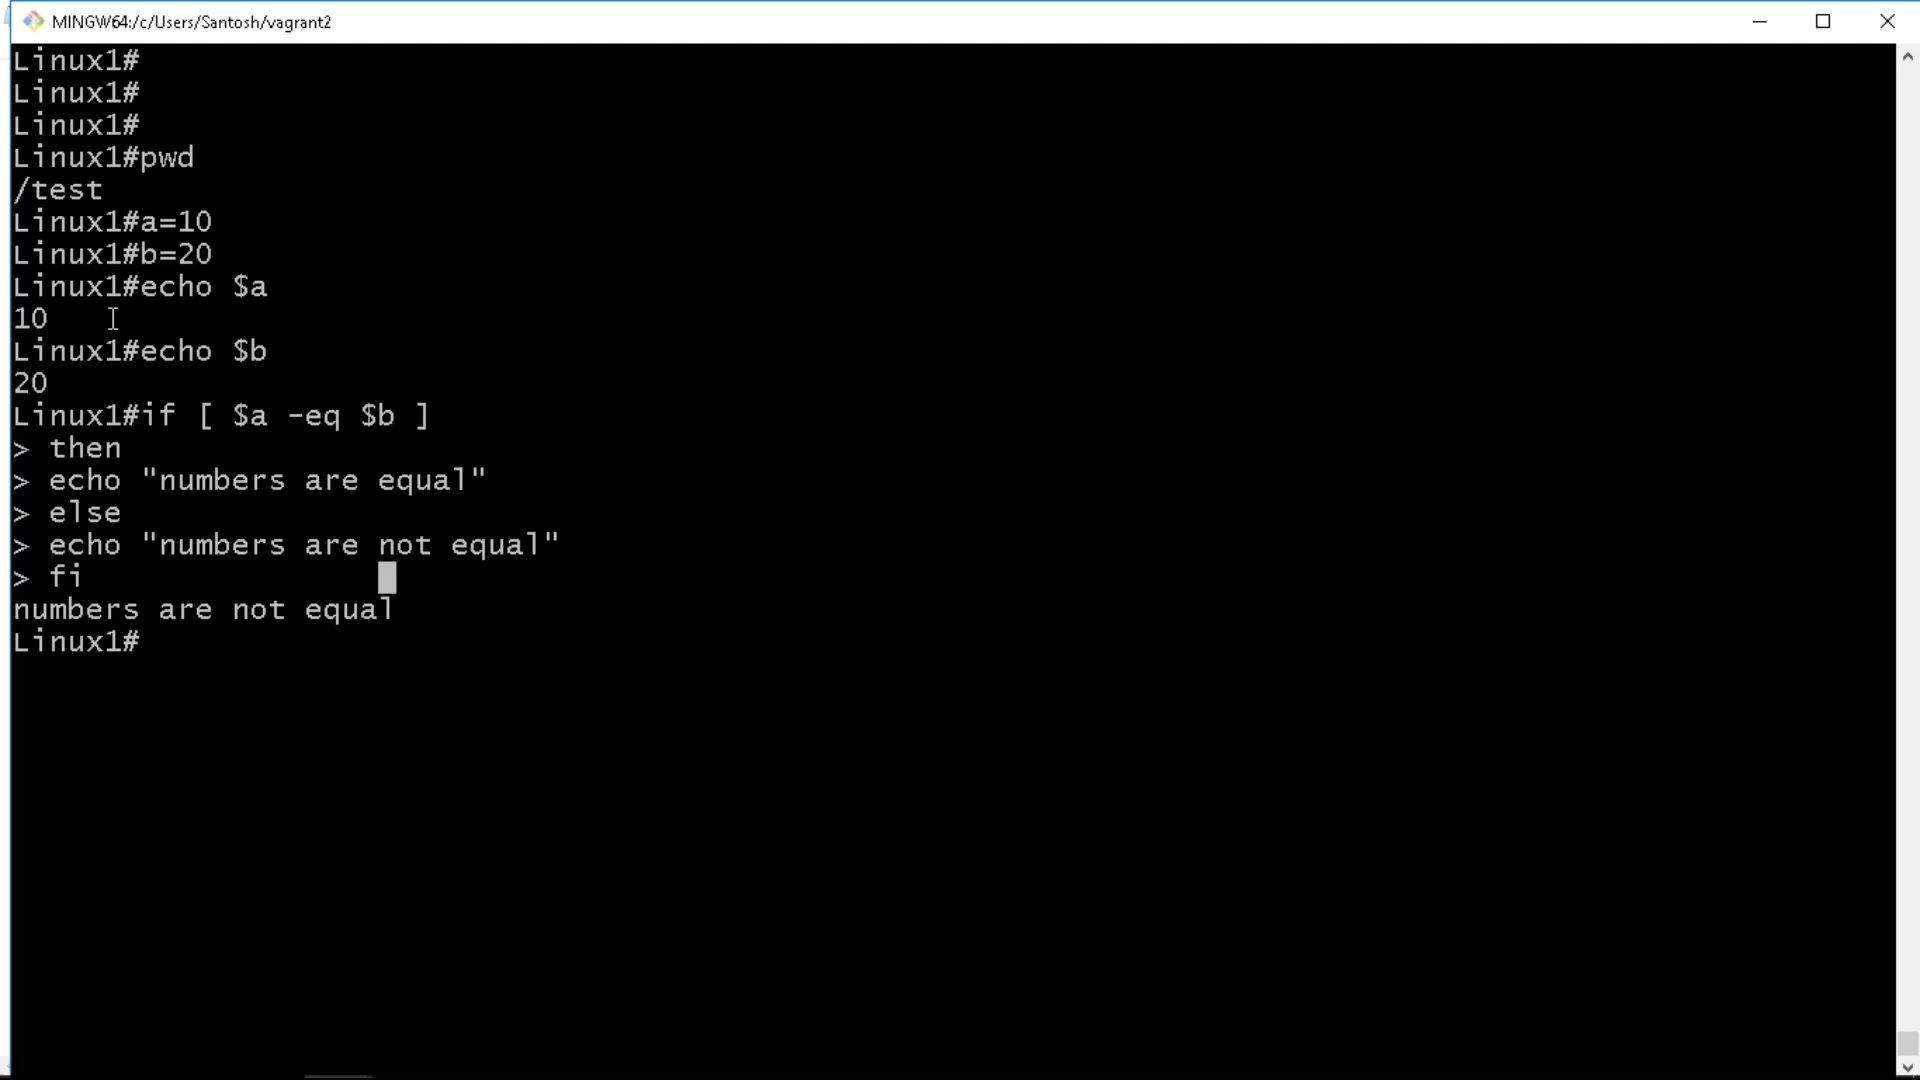 MINGW64:/c/Users/Santosh/vagrant2
Linux1#
Linux1#
Linux1#
Linux1#pwd
/test
Linux1#a=10
Linux1#b=20
Linux1#echo $a
10
Linux1#echo $b
20
Linux1#if [ $a -eq $b ]
> then
> echo "numbers are equal"
> else
> echo "numbers are not equal"
> fi
numbers are not equal
Linux1#